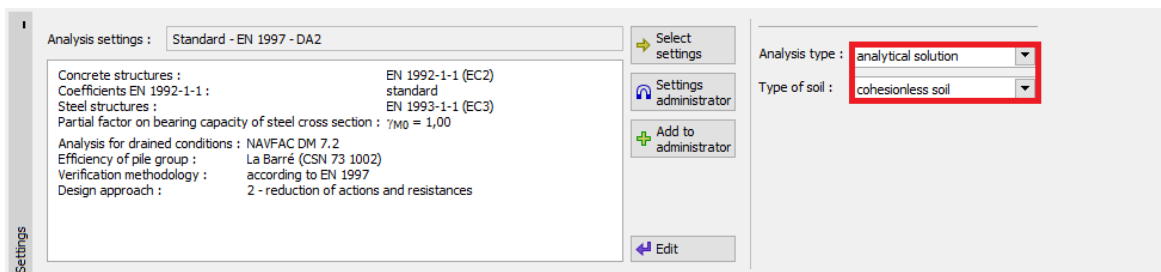 Analysis settings : Standard - EN 1997 - DA2
Concrete structures : EN 1992-1-1 (EC2)
Coefficients EN 1992-1-1 : standard
Steel structures : EN 1993-1-1 (EC3)
Partial factor on bearing capacity of steel cross section : γM0 = 1,00
Analysis for drained conditions : NAVFAC DM 7.2
Efficiency of pile group : La Barré (CSN 73 1002)
Verification methodology : according to EN 1997
Design approach : 2 - reduction of actions and resistances
Select
settings
Settings
administrator
Add to
administrator
Edit
Analysis type : analytical solution
Type of soil : cohesionless soil
Settings